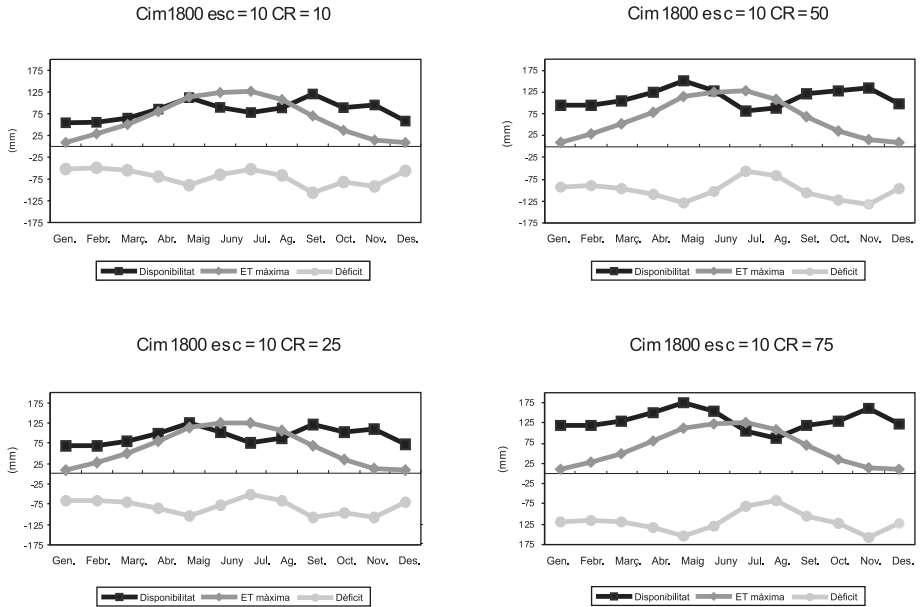 Cim1800 esc = 10 CR = 10
175
125
75
25
-25
-75
-125
-175
(mm)
Gen. Febr. Març. Abr. Maig Juny Jul. Ag. Set. Oct. Nov. Des.
Disponibilitat ET màxima Dèficit
Cim1800 esc = 10 CR = 50
175
125
75
25
-25
-75
-125
-175
(mm)
Gen. Febr. Març. Abr. Maig Juny Jul. Ag. Set. Oct. Nov. Des.
Disponibilitat ET màxima Dèficit
Cim1800 esc = 10 CR = 25
175
125
75
25
-25
-75
-125
-175
(mm)
Gen. Febr. Març. Abr. Maig Juny Jul. Ag. Set. Oct. Nov. Des.
Disponibilitat ET màxima Dèficit
Cim1800 esc = 10 CR = 75
175
125
75
25
-25
-75
125
175
(mm)
Gen. Febr. Març. Abr. Maig Juny Jul. Ag. Set. Oct. Nov. Des.
Disponibilitat ET màxima Dèficit